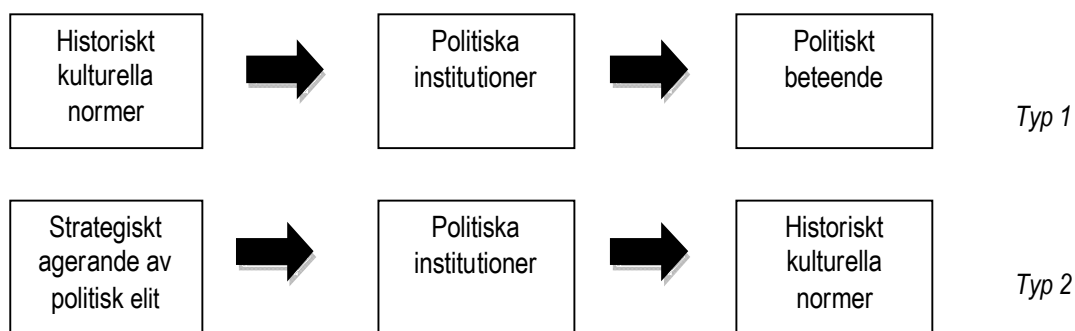 Historiskt
kulturella
normer
Politiska
institutioner
Politiskt
beteende
Typ 1
Strategiskt
agerande av
politisk elit
Politiska
institutioner
Historiskt
kulturella
normer
Typ 2